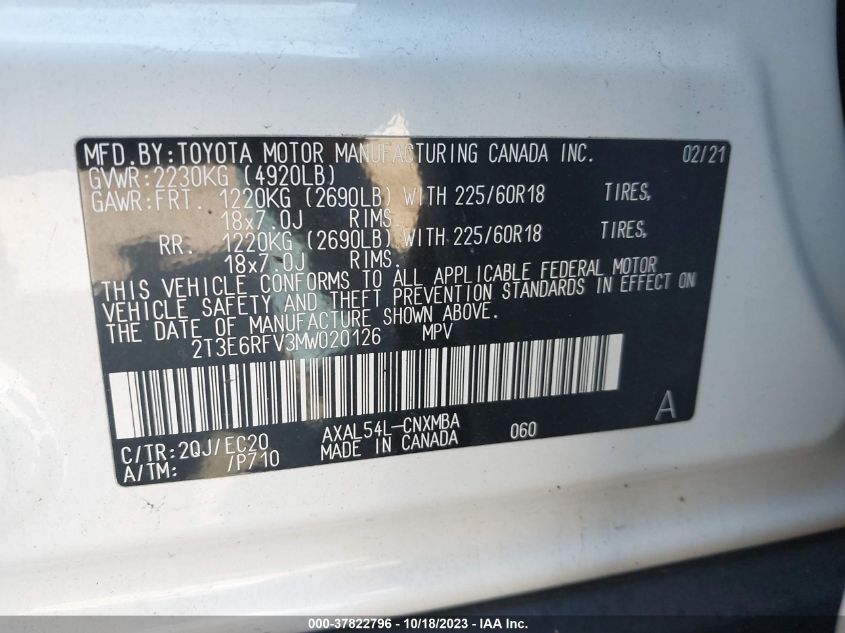 MFD.BY:TOYOTA MOTOR MANUFACTURING CANADA INC. 02/21
GVWR:2230KG (4920LB)
GAWR:FRT. 1220KG (2690LB) WITH 225/60R18 TIRES,
18x7.0J RIMS.
RR. 1220KG (2690LB) WITH 225/60R18 TIRES,
18x7.0J RIMS.
THIS VEHICLE CONFORMS TO ALL APPLICABLE FEDERAL MOTOR
VEHICLE SAFETY AND THEFT PREVENTION STANDARDS IN EFFECT ON
THE DATE OF MANUFACTURE SHOWN ABOVE.
2T3E6RFV3MW020126 MPV
A
C/TR:2QJ/EC20 AXAL54L-CNXMBA 060
A/TM: /P710 MADE IN CANADA
000-37822796 - 10/18/2023 - IAA Inc.